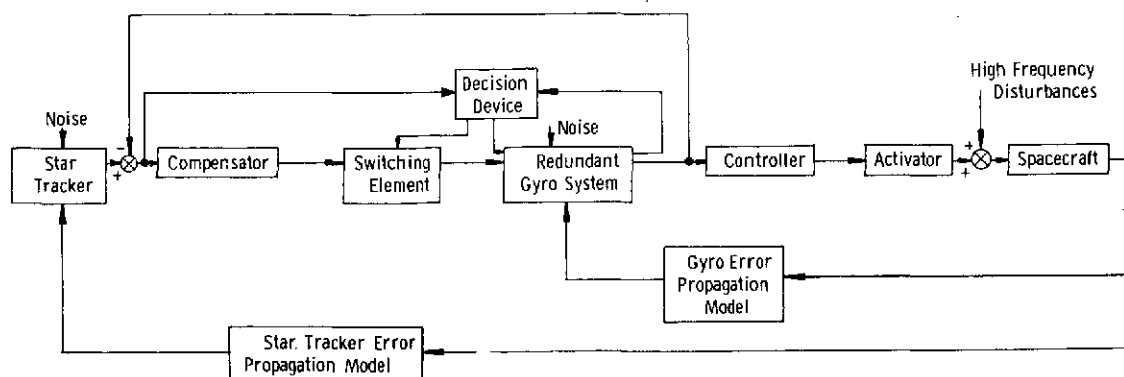 Decision
Device
High Frequency
Disturbances
Noise
Noise
Star
Tracker
-
+
Compensator
Switching
Element
Redundant
Gyro System
Controller
Activator
+
+
Spacecraft
Gyro Error
Propagation
Model
Star. Tracker Error
Propagation Model